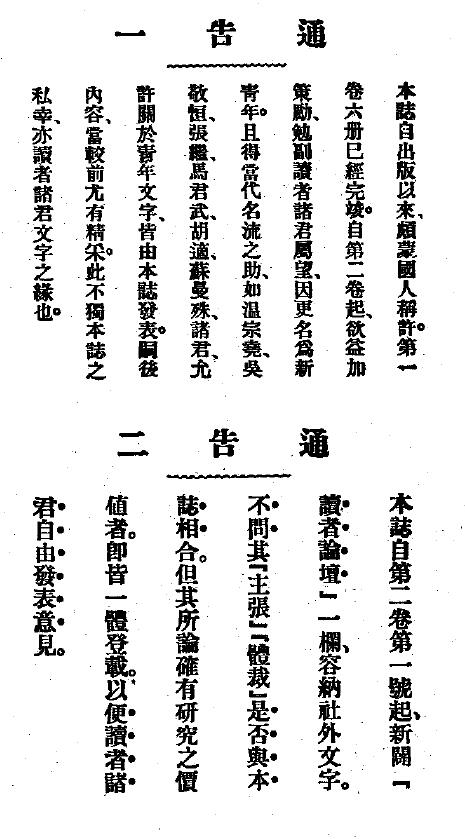 通告一
本誌自出版以來、頗蒙國人稱許。第一
卷六册已經完竣。自第二卷起、欲益加
策勵、勉副讀者諸君屬望、因更名爲新
靑年。且得當代名流之助、如温宗堯、吳
敬恒、張繼、馬君武、胡適、蘇曼殊、諸君、允
許關於靑年文字、皆由本誌發表。嗣後
內容、當較前尤有精采。此不獨本誌之
私幸、亦讀者諸君文字之緣也。
通告二
本誌自第二卷第一號起、新闢『
讀者論壇』一欄、容納社外文字。
不問其『主張』『體裁』是否與本
誌相合。但其所論確有研究之價
値者。卽皆一體登載。以便讀者諸
君自由發表意見。